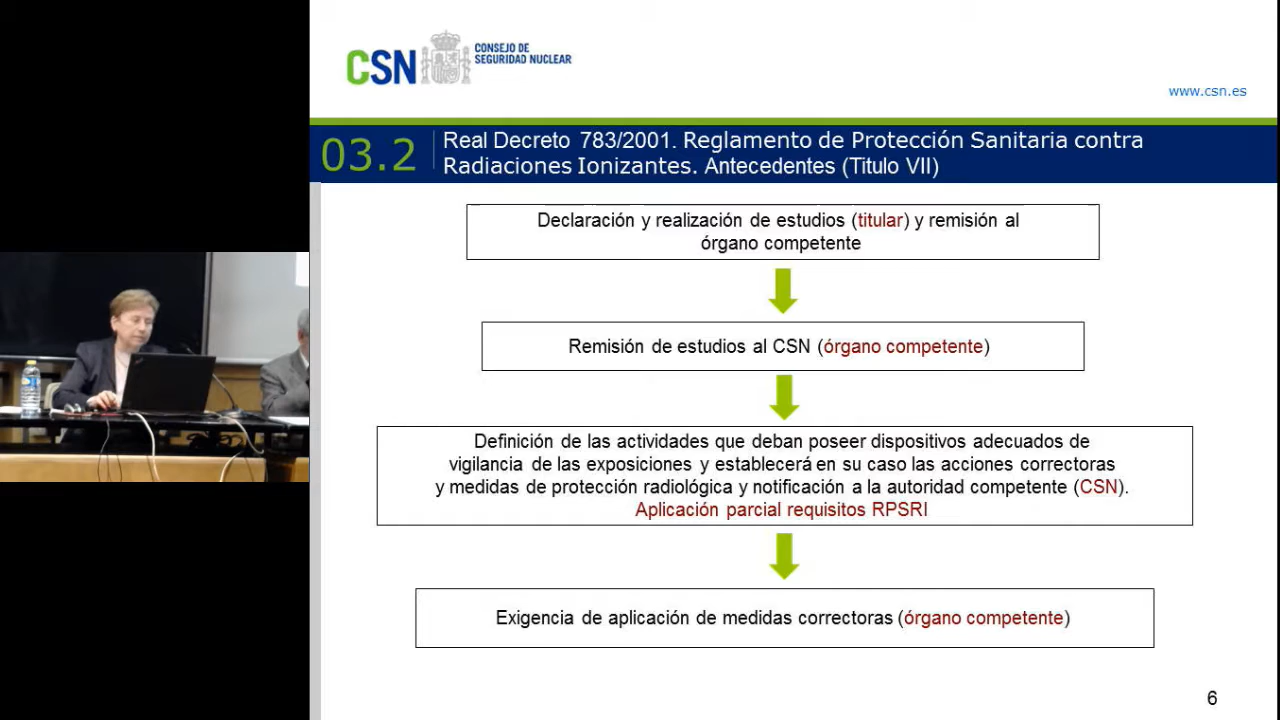 CSN
CONSEJO DE
SEGURIDAD NUCLEAR
www.csn.es
03.2
Real Decreto 783/2001. Reglamento de Protección Sanitaria contra
Radiaciones Ionizantes. Antecedentes (Titulo VII)
Declaración y realización de estudios (titular) y remisión al
órgano competente
Remisión de estudios al CSN (órgano competente)
Definición de las actividades que deban poseer dispositivos adecuados de
vigilancia de las exposiciones y establecerá en su caso las acciones correctoras
y medidas de protección radiológica y notificación a la autoridad competente (CSN).
Aplicación parcial requisitos RPSRI
Exigencia de aplicación de medidas correctoras (órgano competente)
6